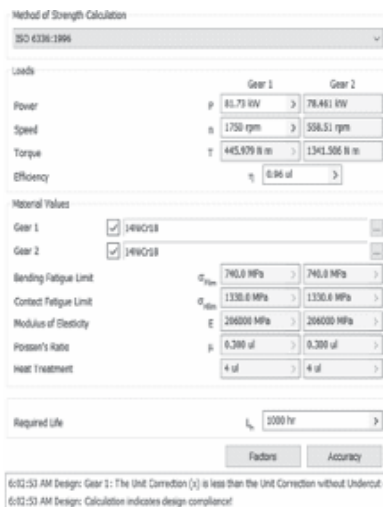 Method of Strength Calculation
ISO 6336:1996
Loads
Gear 1 Gear 2
Power P 81.73 kW > 78.461 kW
Speed n 1750 rpm > 558.51 rpm
Torque T 445.979 N m > 1341.506 N m
Efficiency η 0.96 ul >
Material Values
Gear 1 14NiCr18 ...
Gear 2 14NiCr18 ...
Bending Fatigue Limit σFlim 740.0 MPa > 740.0 MPa >
Contact Fatigue Limit σHlim 1330.0 MPa > 1330.0 MPa >
Modulus of Elasticity E 206000 MPa > 206000 MPa >
Poisson's Ratio μ 0.300 ul > 0.300 ul >
Heat Treatment 4 ul > 4 ul >
Required Life Lh 1000 hr >
Factors Accuracy
6:02:53 AM Design: Gear 1: The Unit Correction (x) is less than the Unit Correction without Undercut
6:02:53 AM Design: Calculation indicates design compliance!